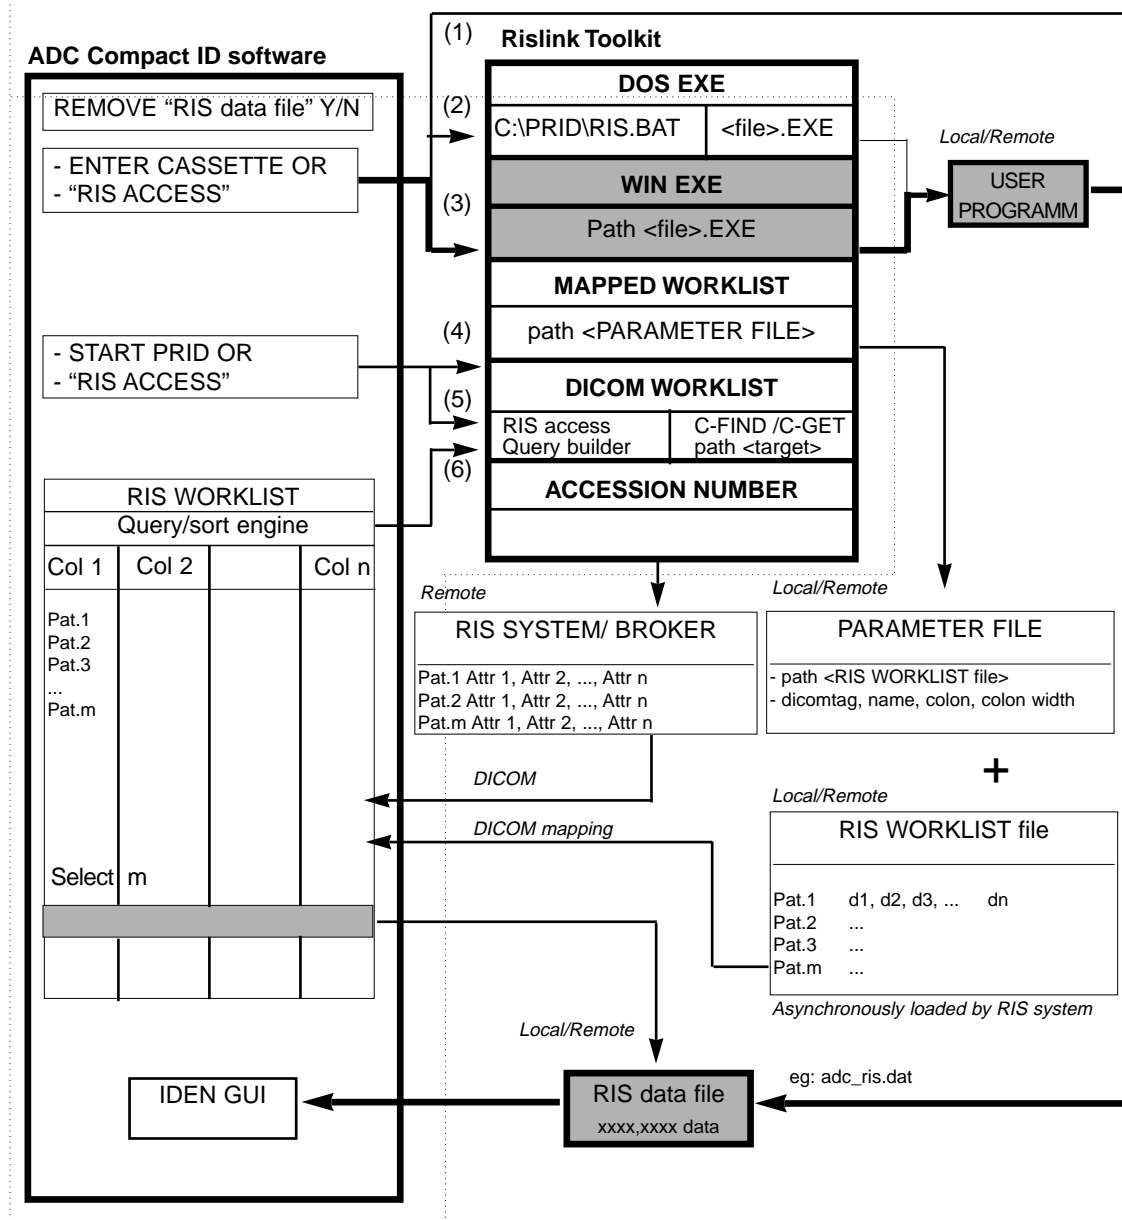 (1)
Rislink Toolkit
ADC Compact ID software
DOS EXE
REMOVE “RIS data file” Y/N
(2)
C:\PRID\RIS.BAT
<file>.EXE
Local/Remote
- ENTER CASSETTE OR
- “RIS ACCESS”
WIN EXE
USER
PROGRAMM
(3)
Path <file>.EXE
MAPPED WORKLIST
(4)
path <PARAMETER FILE>
- START PRID OR
- “RIS ACCESS”
DICOM WORKLIST
(5)
RIS access
Query builder
C-FIND /C-GET
path <target>
(6)
ACCESSION NUMBER
RIS WORKLIST
Query/sort engine
Col 1
Col 2
Col n
Pat.1
Pat.2
Pat.3
...
Pat.m
Select
m
Remote
RIS SYSTEM/ BROKER
Pat.1 Attr 1, Attr 2, ..., Attr n
Pat.2 Attr 1, Attr 2, ..., Attr n
Pat.m Attr 1, Attr 2, ..., Attr n
Local/Remote
PARAMETER FILE
- path <RIS WORKLIST file>
- dicomtag, name, colon, colon width
+
DICOM
DICOM mapping
Local/Remote
RIS WORKLIST file
Pat.1 d1, d2, d3, ... dn
Pat.2 ...
Pat.3 ...
Pat.m ...
Asynchronously loaded by RIS system
Local/Remote
IDEN GUI
RIS data file
xxxx,xxxx data
eg: adc_ris.dat